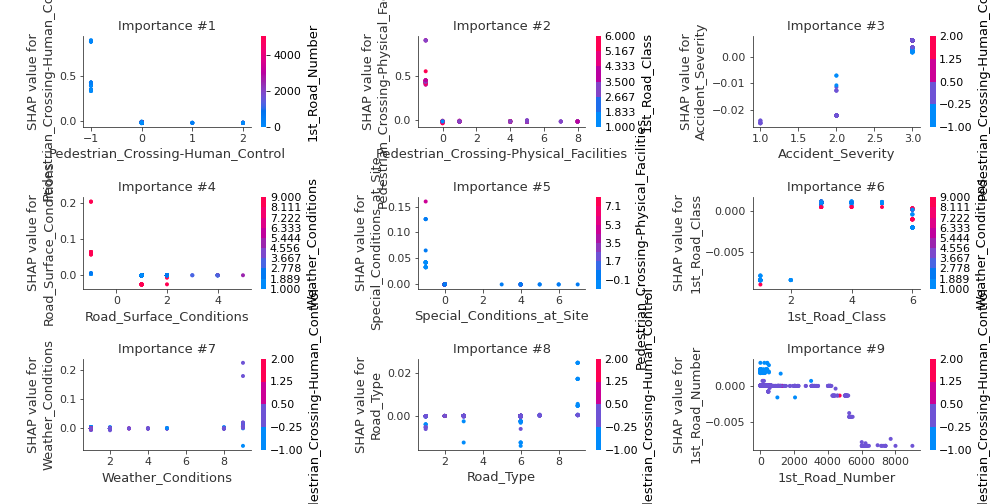 Importance #1
SHAP value for
Pedestrian_Crossing-Human_Co
0.5
0.0
−1
0
1
2
Pedestrian_Crossing-Human_Control
4000
2000
0
1st_Road_Number
Importance #2
SHAP value for
Pedestrian_Crossing-Physical_Fac
0.5
0.0
0
2
4
6
8
Pedestrian_Crossing-Physical_Facilities
6.000
5.167
4.333
3.500
2.667
1.833
1.000
1st_Road_Class
Importance #3
SHAP value for
Accident_Severity
0.00
−0.01
−0.02
1.0
1.5
2.0
2.5
3.0
Accident_Severity
2.00
1.25
0.50
−0.25
−1.00
Pedestrian_Crossing-Human_Co
Importance #4
SHAP value for
Road_Surface_Conditions
0.2
0.1
0.0
0
2
4
Road_Surface_Conditions
9.000
8.111
7.222
6.333
5.444
4.556
3.667
2.778
1.889
1.000
Weather_Conditions
Importance #5
SHAP value for
Special_Conditions_at_Site
0.15
0.10
0.05
0.00
0
2
4
6
Special_Conditions_at_Site
7.1
5.3
3.5
1.7
−0.1
Pedestrian_Crossing-Physical_Facilities
Importance #6
SHAP value for
1st_Road_Class
0.000
−0.005
2
4
6
1st_Road_Class
9.000
8.111
7.222
6.333
5.444
4.556
3.667
2.778
1.889
1.000
Weather_Conditions
Importance #7
SHAP value for
Weather_Conditions
0.2
0.1
0.0
2
4
6
8
Weather_Conditions
2.00
1.25
0.50
−0.25
−1.00
destrian_Crossing-Human_Control
Importance #8
SHAP value for
Road_Type
0.02
0.00
2
4
6
8
Road_Type
2.00
1.25
0.50
−0.25
−1.00
destrian_Crossing-Human_Control
Importance #9
SHAP value for
1st_Road_Number
0.000
−0.005
0
2000
4000
6000
8000
1st_Road_Number
2.00
1.25
0.50
−0.25
−1.00
destrian_Crossing-Human_Control